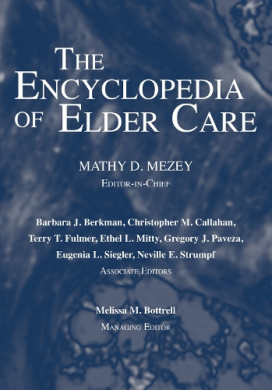 THE
ENCYCLOPEDIA
OF ELDER CARE
MATHY D. MEZEY
EDITOR-IN-CHIEF
Barbara J. Berkman, Christopher M. Callahan,
Terry T. Fulmer, Ethel L. Mitty, Gregory J. Paveza,
Eugenia L. Siegler, Neville E. Strumpf
ASSOCIATE EDITORS
Melissa M. Bottrell
MANAGING EDITOR